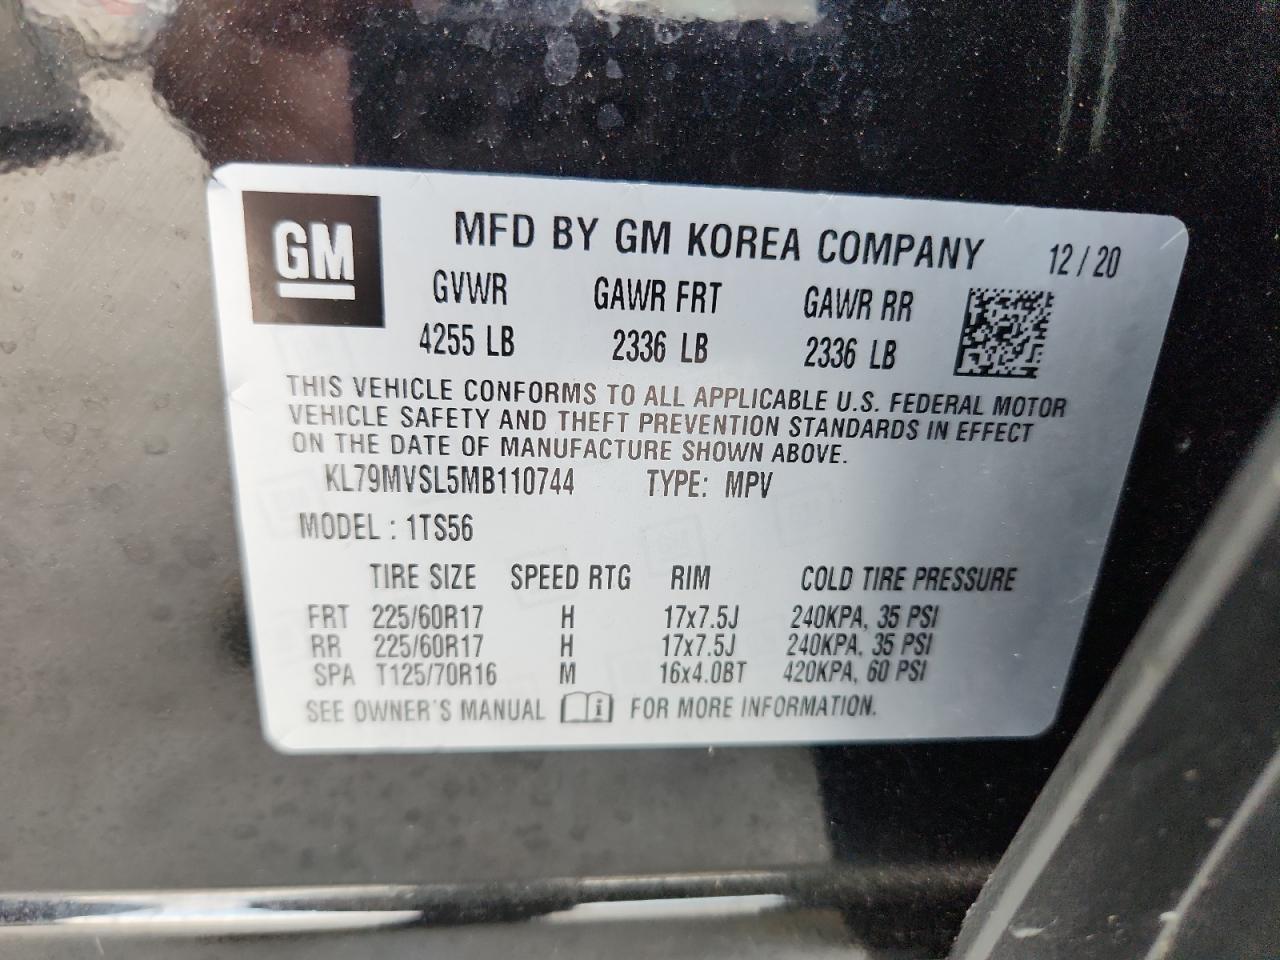 GM
MFD BY GM KOREA COMPANY 12/20
GVWR GAWR FRT GAWR RR
4255 LB 2336 LB 2336 LB
THIS VEHICLE CONFORMS TO ALL APPLICABLE U.S. FEDERAL MOTOR
VEHICLE SAFETY AND THEFT PREVENTION STANDARDS IN EFFECT
ON THE DATE OF MANUFACTURE SHOWN ABOVE.
KL79MVSL5MB110744 TYPE: MPV
MODEL : 1TS56
TIRE SIZE SPEED RTG RIM COLD TIRE PRESSURE
FRT 225/60R17 H 17x7.5J 240KPA, 35 PSI
RR 225/60R17 H 17x7.5J 240KPA, 35 PSI
SPA T125/70R16 M 16x4.0BT 420KPA, 60 PSI
SEE OWNER'S MANUAL i FOR MORE INFORMATION.